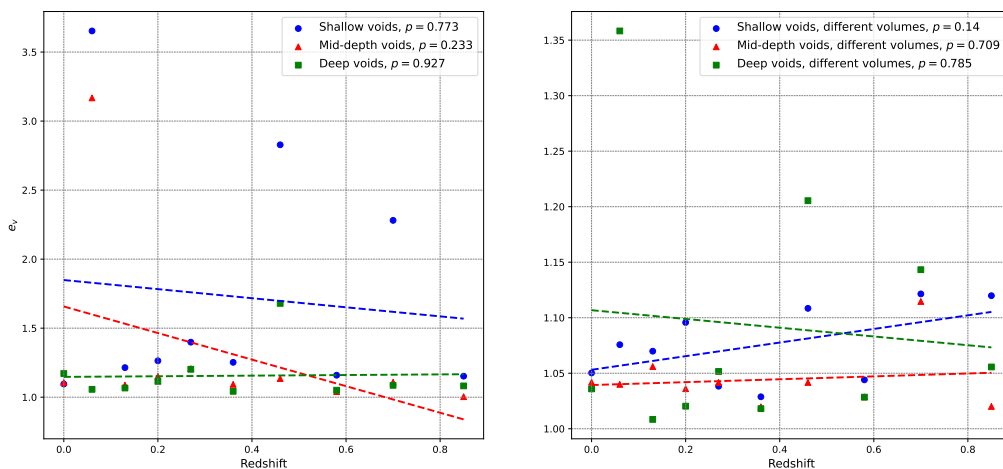 Shallow voids, p = 0.773
Mid-depth voids, p = 0.233
Deep voids, p = 0.927
3.5
3.0
2.5
2.0
1.5
1.0
e_v
0.0 0.2 0.4 0.6 0.8
Redshift
Shallow voids, different volumes, p = 0.14
Mid-depth voids, different volumes, p = 0.709
Deep voids, different volumes, p = 0.785
1.35
1.30
1.25
1.20
1.15
1.10
1.05
1.00
0.0 0.2 0.4 0.6 0.8
Redshift